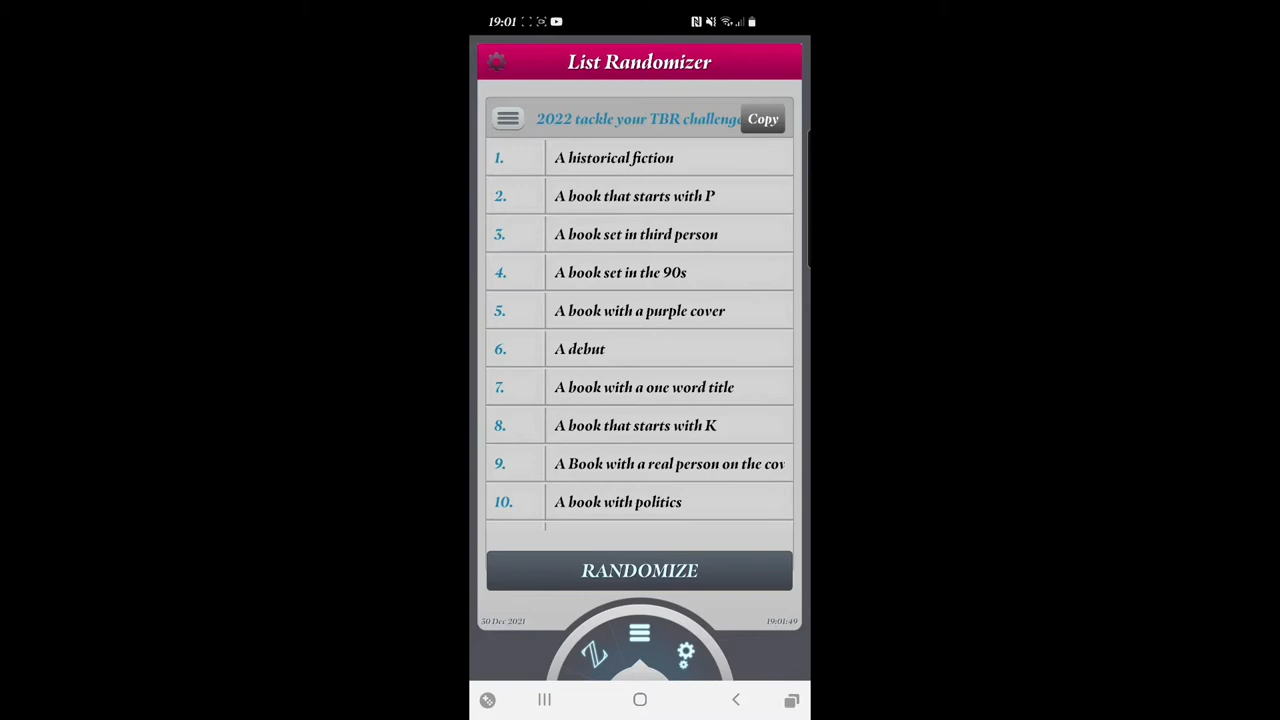 19:01
List Randomizer
2022 tackle your TBR challenge
Copy
1. A historical fiction
2. A book that starts with P
3. A book set in third person
4. A book set in the 90s
5. A book with a purple cover
6. A debut
7. A book with a one word title
8. A book that starts with K
9. A Book with a real person on the cov
10. A book with politics
RANDOMIZE
30 Dec 2021
19:01:49